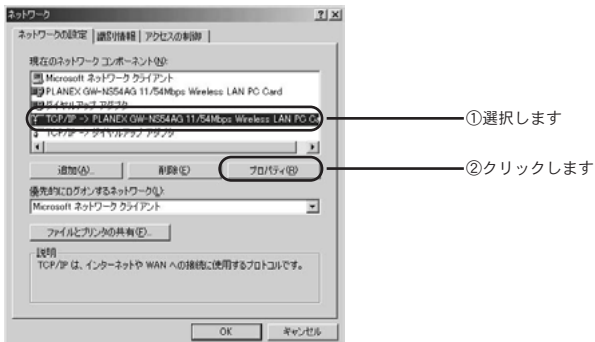 ネットワーク
ネットワークの設定 識別情報 アクセスの制御
現在のネットワーク コンポーネント(N):
Microsoft ネットワーク クライアント
PLANEX GW-NS54AG 11/54Mbps Wireless LAN PC Card
ダイヤルアップ アダプタ
TCP/IP -> PLANEX GW-NS54AG 11/54Mbps Wireless LAN PC Ca
TCP/IP -> ダイヤルアップ アダプタ
①選択します
追加(A)... 削除(E) プロパティ(R)
②クリックします
優先的にログオンするネットワーク(L):
Microsoft ネットワーク クライアント
ファイルとプリンタの共有(F)...
説明
TCP/IP は、インターネットや WAN への接続に使用するプロトコルです。
OK キャンセル